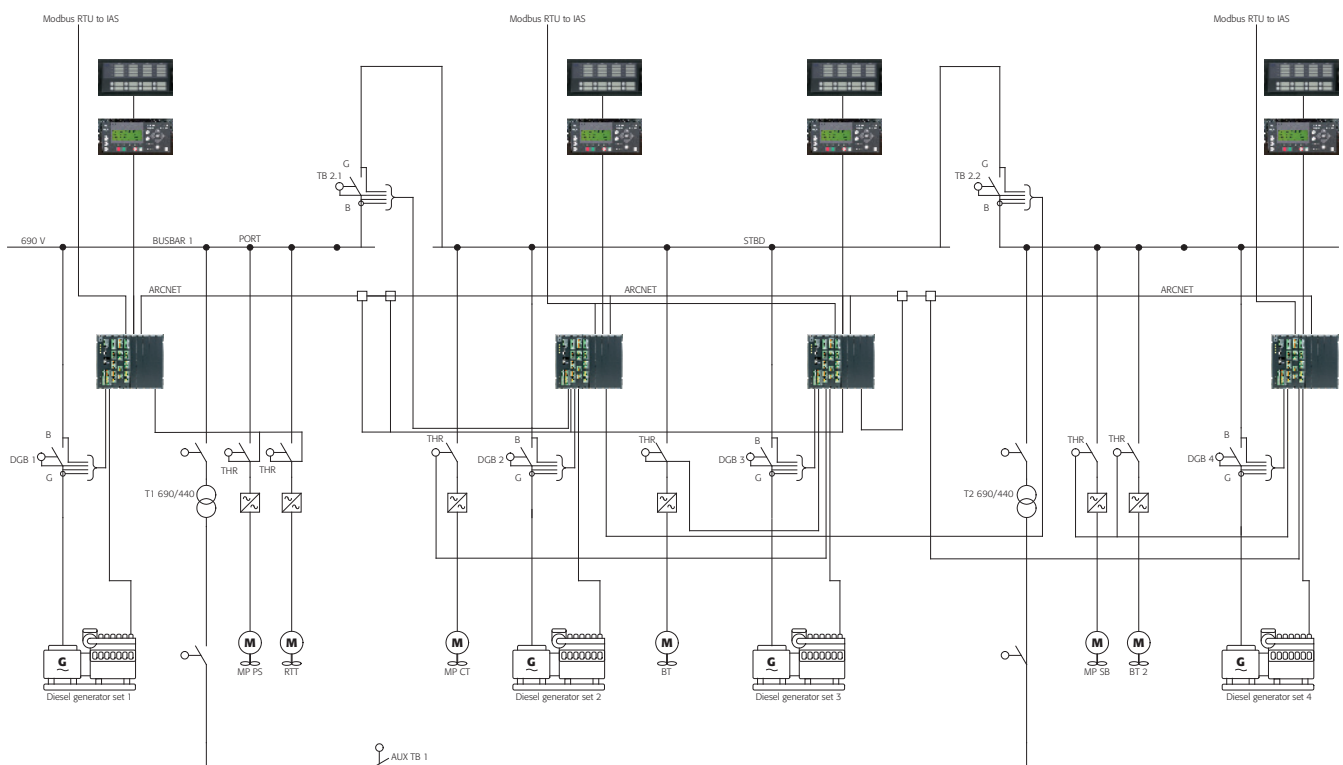 Modbus RTU to IAS
Modbus RTU to IAS
Modbus RTU to IAS
G
TB 2.1
B
G
TB 2.2
B
690 V
BUSBAR 1
PORT
STBD
ARCNET
ARCNET
ARCNET
B
DGB 1
G
THR
THR
T1 690/440
THR
B
DGB 2
G
THR
B
DGB 3
G
T2 690/440
THR
THR
B
DGB 4
G
G
Diesel generator set 1
M
MP PS
M
RTT
M
MP CT
G
Diesel generator set 2
M
BT
G
Diesel generator set 3
M
MP SB
M
BT 2
G
Diesel generator set 4
AUX TB 1